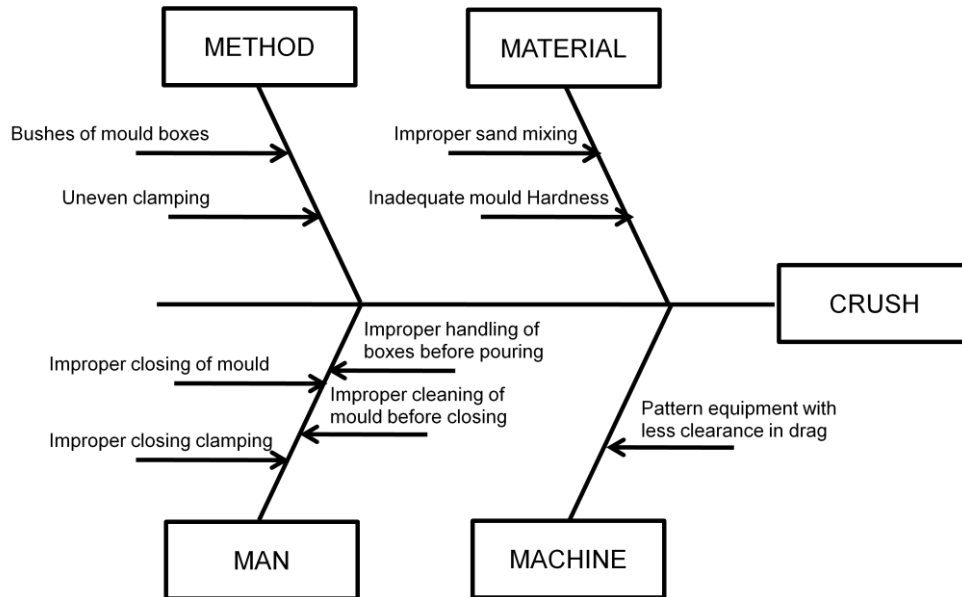 METHOD
MATERIAL
Bushes of mould boxes
Improper sand mixing
Uneven clamping
Inadequate mould Hardness
CRUSH
Improper handling of
boxes before pouring
Improper closing of mould
Improper cleaning of
mould before closing
Pattern equipment with
less clearance in drag
Improper closing clamping
MAN
MACHINE